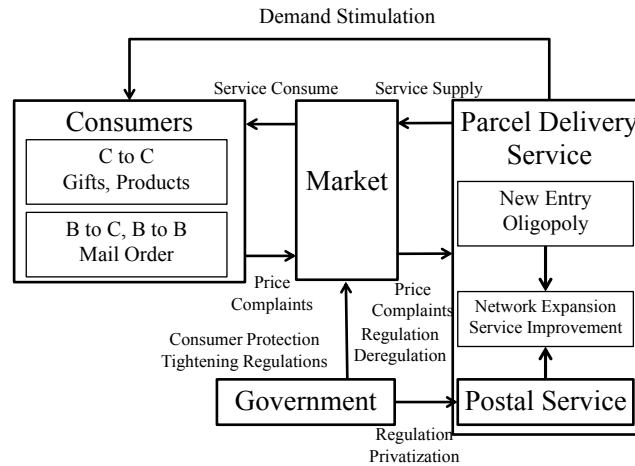 Demand Stimulation
Service Consume
Service Supply
Consumers
C to C
Gifts, Products
B to C, B to B
Mail Order
Market
Parcel Delivery
Service
New Entry
Oligopoly
Network Expansion
Service Improvement
Postal Service
Price
Complaints
Price
Complaints
Regulation
Deregulation
Consumer Protection
Tightening Regulations
Government
Regulation
Privatization